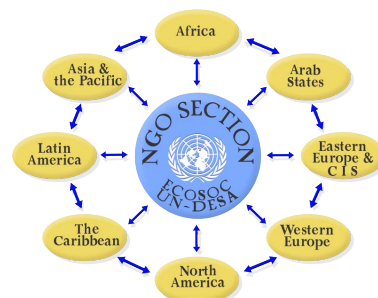 Africa
Asia &
the Pacific
Arab
States
NGO SECTION
Latin
America
Eastern
Europe &
CIS
ECOSOC
UN-DESA
The
Caribbean
Western
Europe
North
America